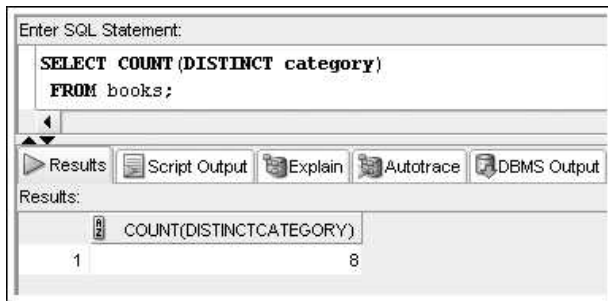 Enter SQL Statement:
SELECT COUNT(DISTINCT category)
FROM books;
Results Script Output Explain Autotrace DBMS Output
Results:
COUNT(DISTINCTCATEGORY)
1 8